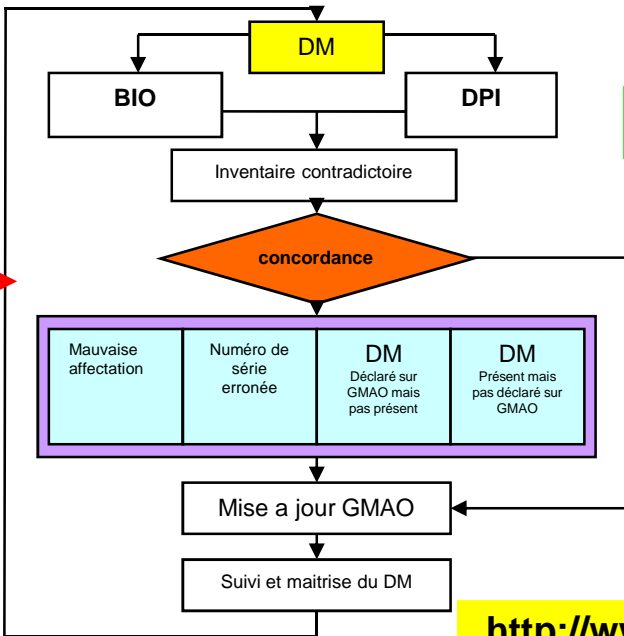 DM
BIO
DPI
Inventaire contradictoire
concordance
Mauvaise
affectation
Numéro de
série
erronée
DM
Déclaré sur
GMAO mais
pas présent
DM
Présent mais
pas déclaré sur
GMAO
Mise a jour GMAO
Suivi et maitrise du DM